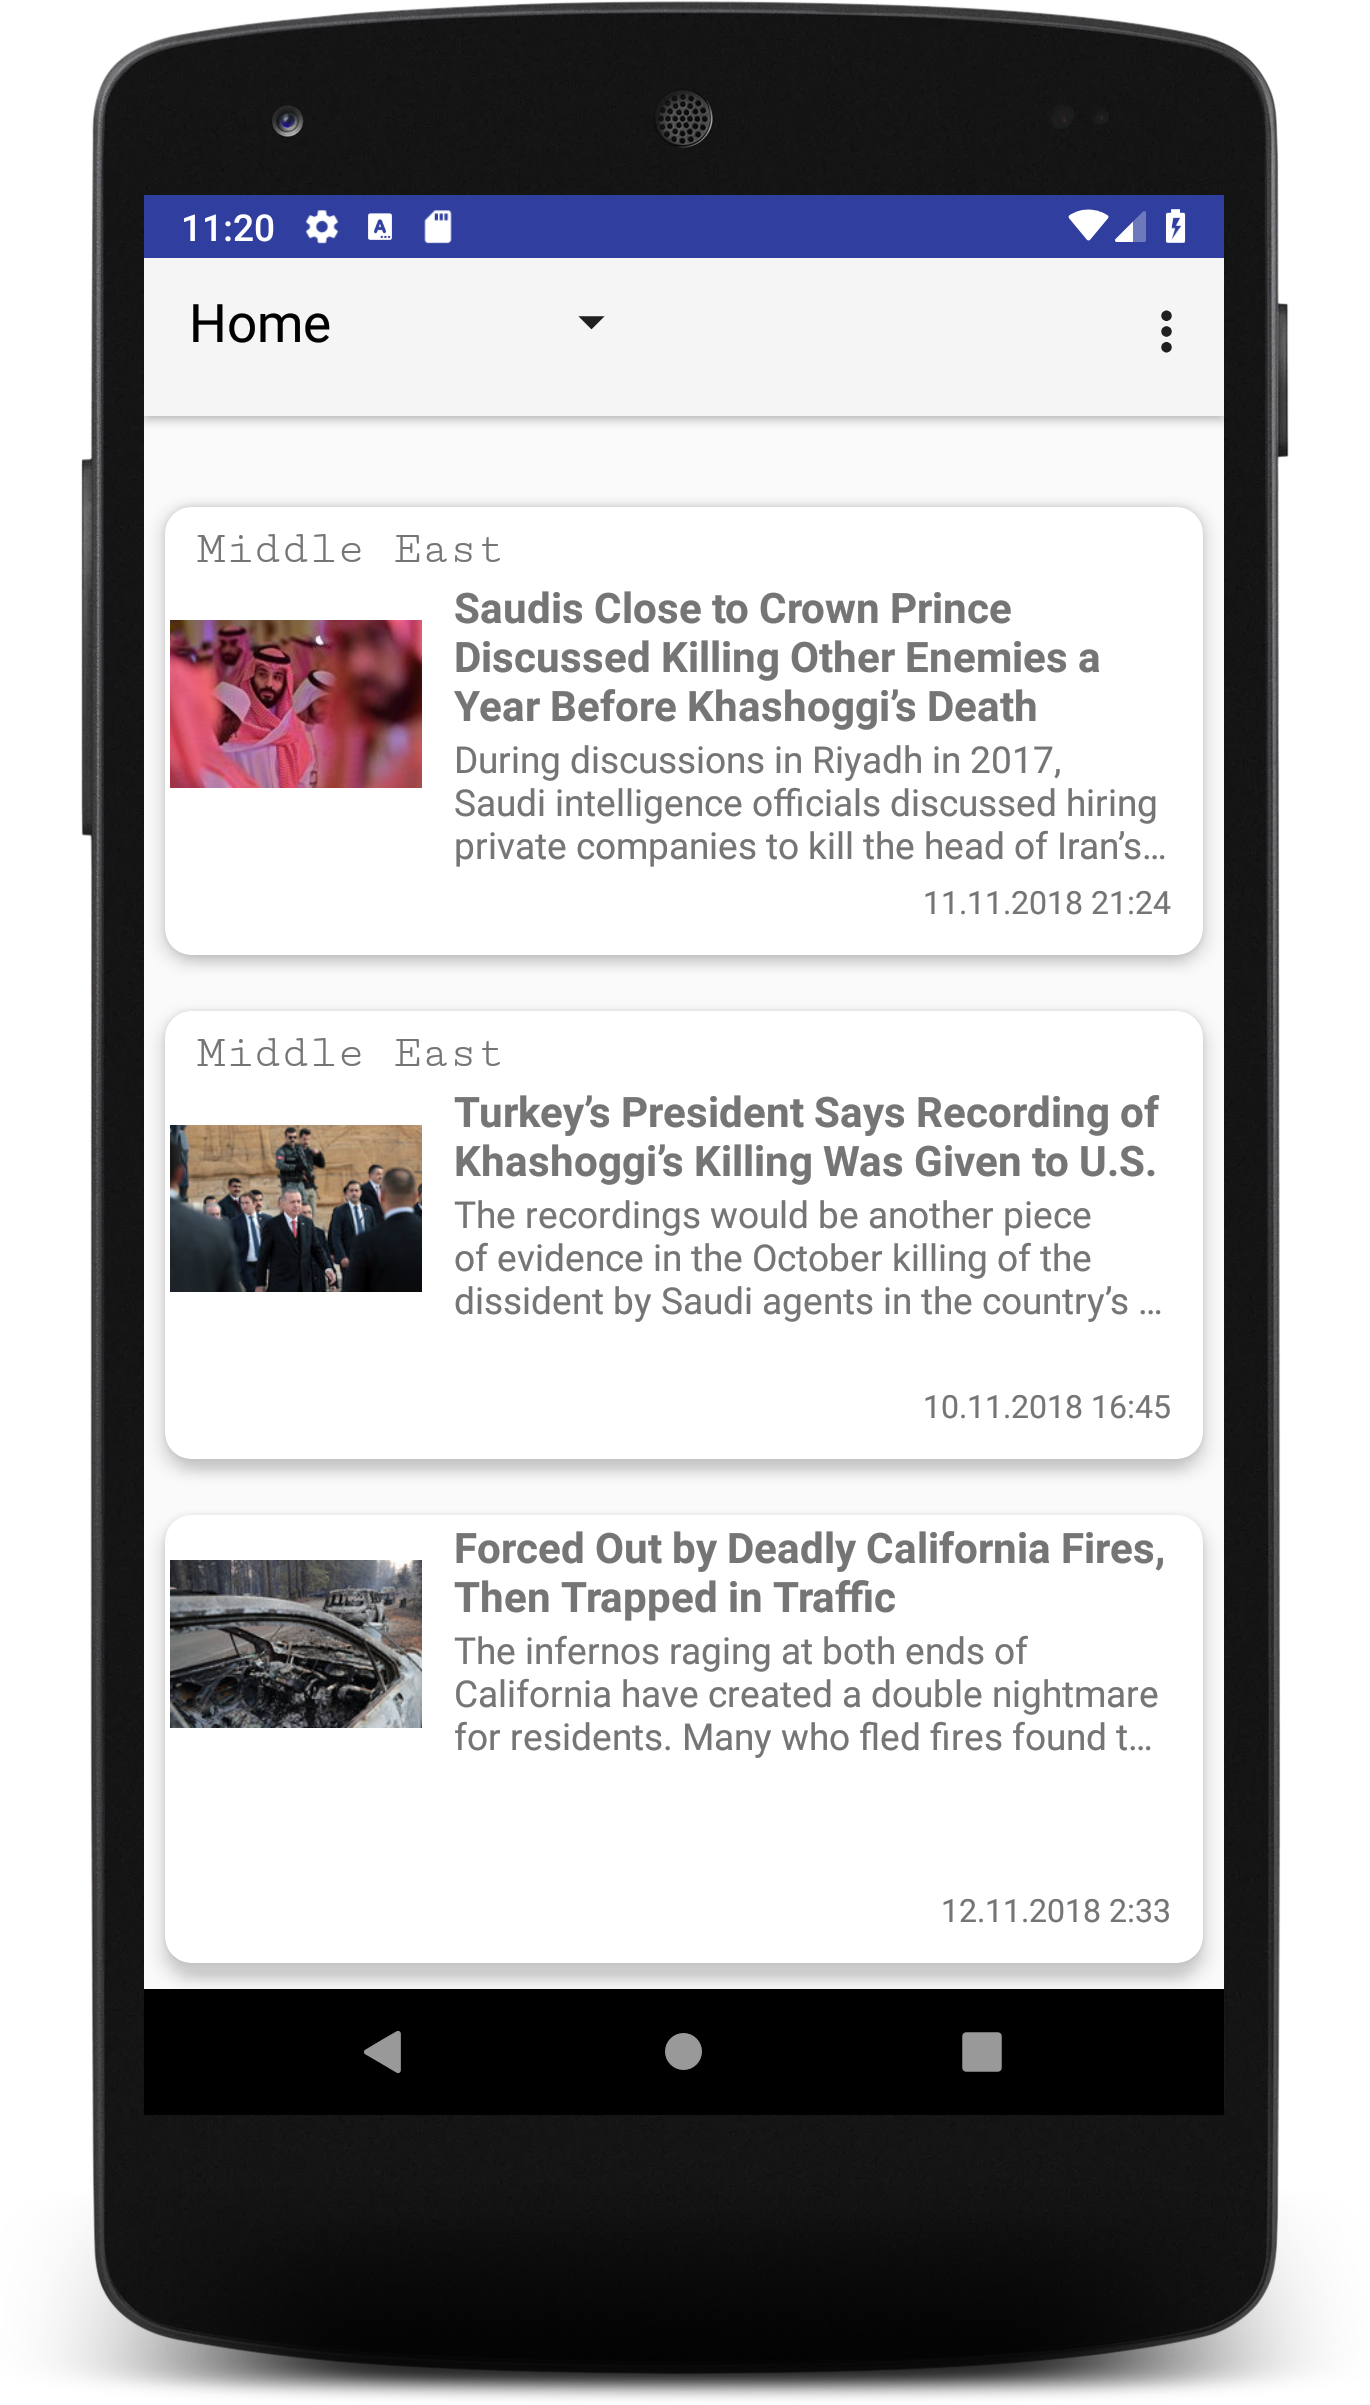 11:20
Home
Middle East
Saudis Close to Crown Prince
Discussed Killing Other Enemies a
Year Before Khashoggi’s Death
During discussions in Riyadh in 2017,
Saudi intelligence officials discussed hiring
private companies to kill the head of Iran’s…
11.11.2018 21:24
Middle East
Turkey’s President Says Recording of
Khashoggi’s Killing Was Given to U.S.
The recordings would be another piece
of evidence in the October killing of the
dissident by Saudi agents in the country’s …
10.11.2018 16:45
Forced Out by Deadly California Fires,
Then Trapped in Traffic
The infernos raging at both ends of
California have created a double nightmare
for residents. Many who fled fires found t…
12.11.2018 2:33